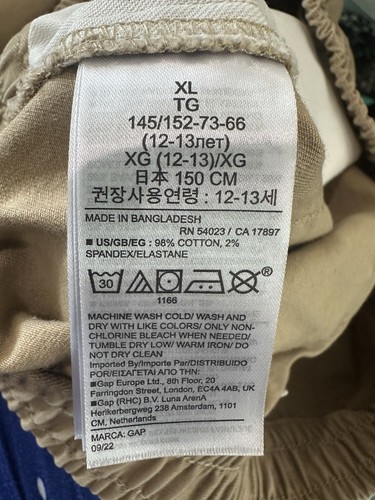 XL
TG
145/152-73-66
(12-13лет)
XG (12-13)/XG
日本 150 CM
권장사용연령 : 12-13세
MADE IN BANGLADESH
RN 54023 / CA 17897
■ US/GB/EG : 98% COTTON, 2%
SPANDEX/ELASTANE
30
®
1166
MACHINE WASH COLD/ WASH AND
DRY WITH LIKE COLORS/ ONLY NON-
CHLORINE BLEACH WHEN NEEDED/
TUMBLE DRY LOW/ WARM IRON/ DO
NOT DRY CLEAN
Imported By/Importe Par/DISTRIBUIDO
POR/ΕΙΣΑΓΕΤΑΙ ΑΠΟ ΤΗΝ:
■Gap Europe Ltd., 8th Floor, 20
Farringdon Street, London, EC4A 4AB, UK
■Gap (RHC) B.V. Luna ArenA
Herikerbergweg 238 Amsterdam, 1101
CM, Netherlands
MARCA: GAP
09/22